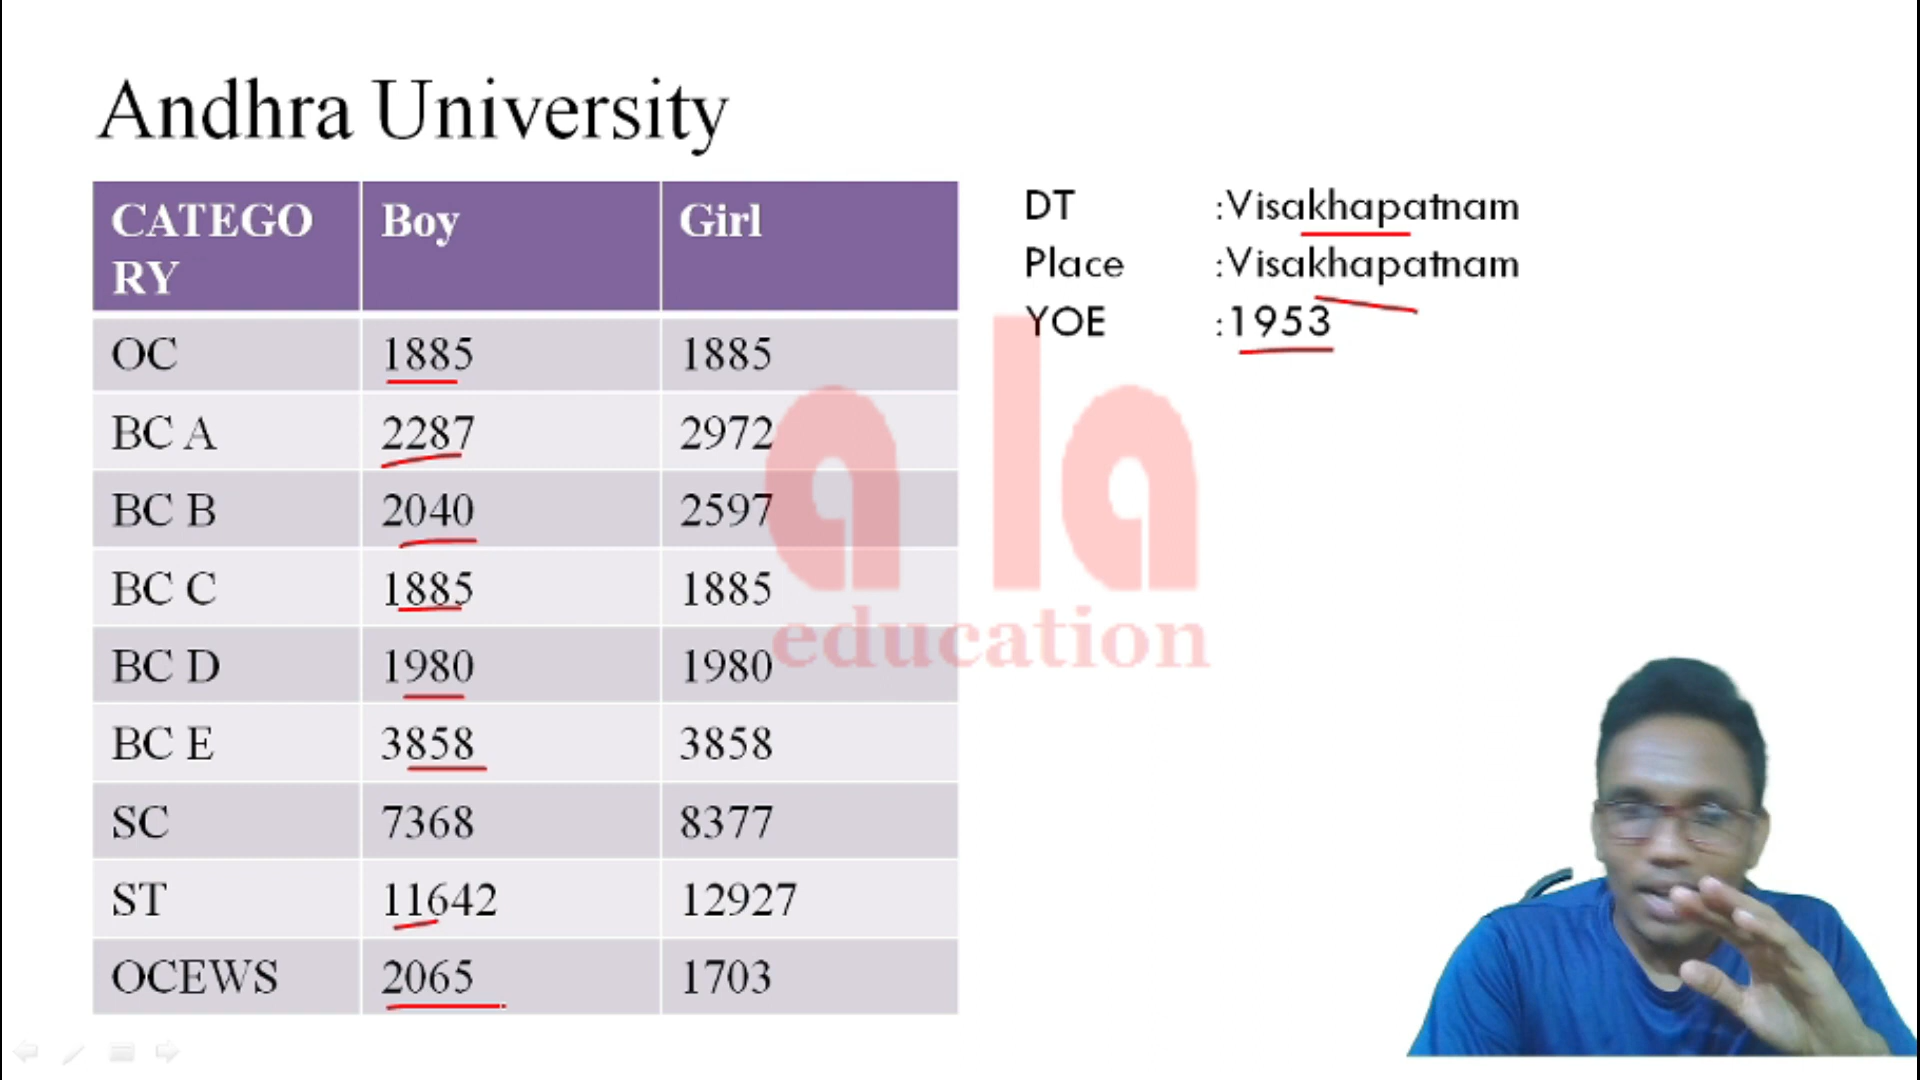 Andhra University
CATEGO
RY
Boy
Girl
OC 1885 1885
BC A 2287 2972
BC B 2040 2597
BC C 1885 1885
BC D 1980 1980
BC E 3858 3858
SC 7368 8377
ST 11642 12927
OCEWS 2065 1703
DT :Visakhapatnam
Place :Visakhapatnam
YOE :1953
a la
education